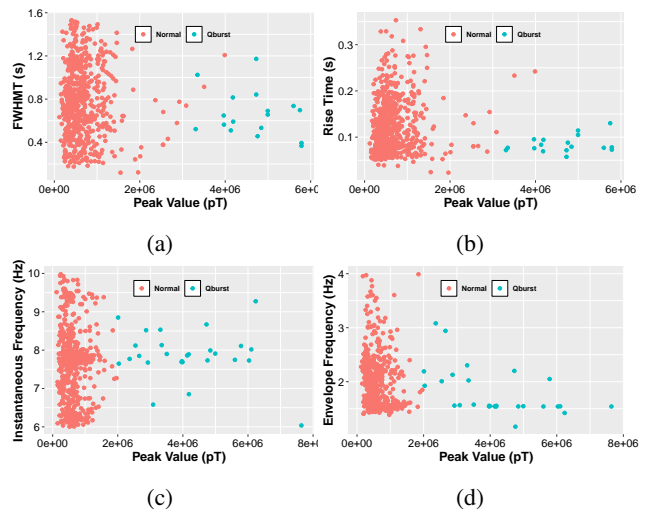 1.6
1.2
0.8
0.4
FWHMT (s)
Normal Qburst
0e+00 2e+06 4e+06 6e+0
Peak Value (pT)
(a)
0.3
0.2
0.1
Rise Time (s)
Normal Qburst
0e+00 2e+06 4e+06 6e+06
Peak Value (pT)
(b)
10
9
8
7
6
Instantaneous Frequency (Hz)
Normal Qburst
0e+00 2e+06 4e+06 6e+06 8e+0
Peak Value (pT)
(c)
4
3
2
Envelope Frequency (Hz)
Normal Qburst
0e+00 2e+06 4e+06 6e+06 8e+06
Peak Value (pT)
(d)